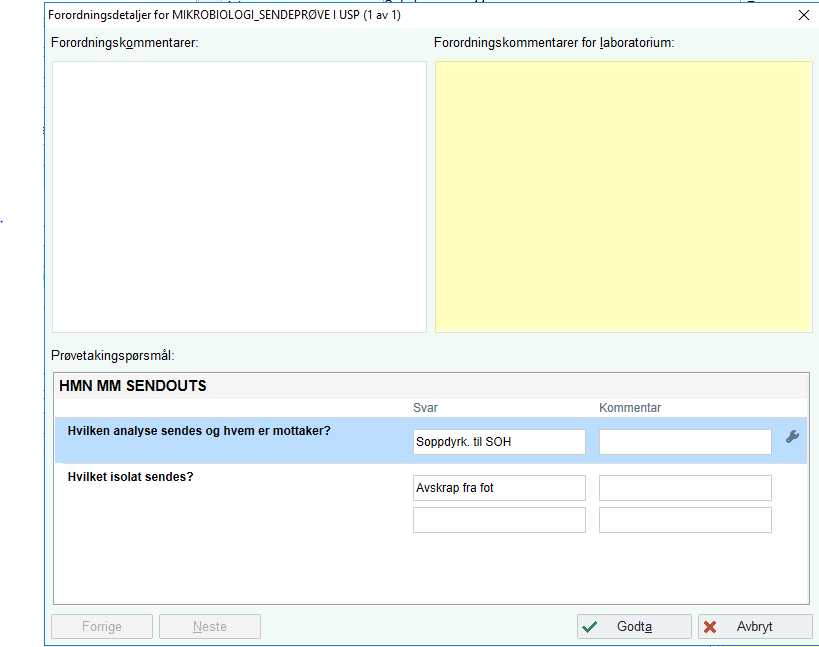 Forordningsdetaljer for MIKROBIOLOGI_SENDEPRØVE I USP (1 av 1)
Forordningskommentarer: Forordningskommentarer for laboratorium:
Prøvetakingpørsmål:
HMN MM SENDOUTS
Svar Kommentar
Hvilken analyse sendes og hvem er mottaker?
Soppdyrk. til SOH
Hvilket isolat sendes?
Avskrap fra fot
Forrige Neste Godta Avbryt